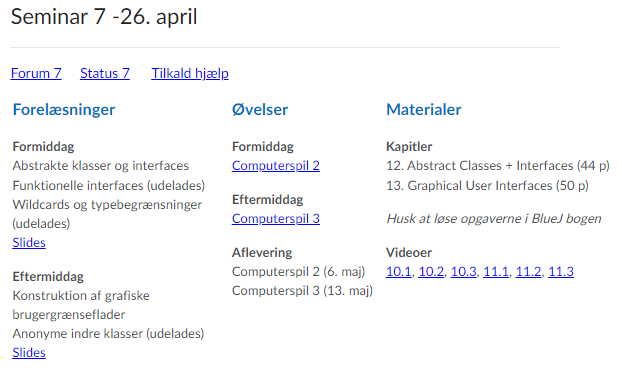 Seminar 7 -26. april
Forum 7 Status 7 Tilkald hjælp
Forelæsninger
Formiddag
Abstrakte klasser og interfaces
Funktionelle interfaces (udelades)
Wildcards og typebegrænsninger
(udelades)
Slides
Eftermiddag
Konstruktion af grafiske
brugergrænseflader
Anonyme indre klasser (udelades)
Slides
Øvelser
Formiddag
Computerspil 2
Eftermiddag
Computerspil 3
Aflevering
Computerspil 2 (6. maj)
Computerspil 3 (13. maj)
Materialer
Kapitler
12. Abstract Classes + Interfaces (44 p)
13. Graphical User Interfaces (50 p)
Husk at løse opgaverne i BlueJ bogen
Videoer
10.1, 10.2, 10.3, 11.1, 11.2, 11.3